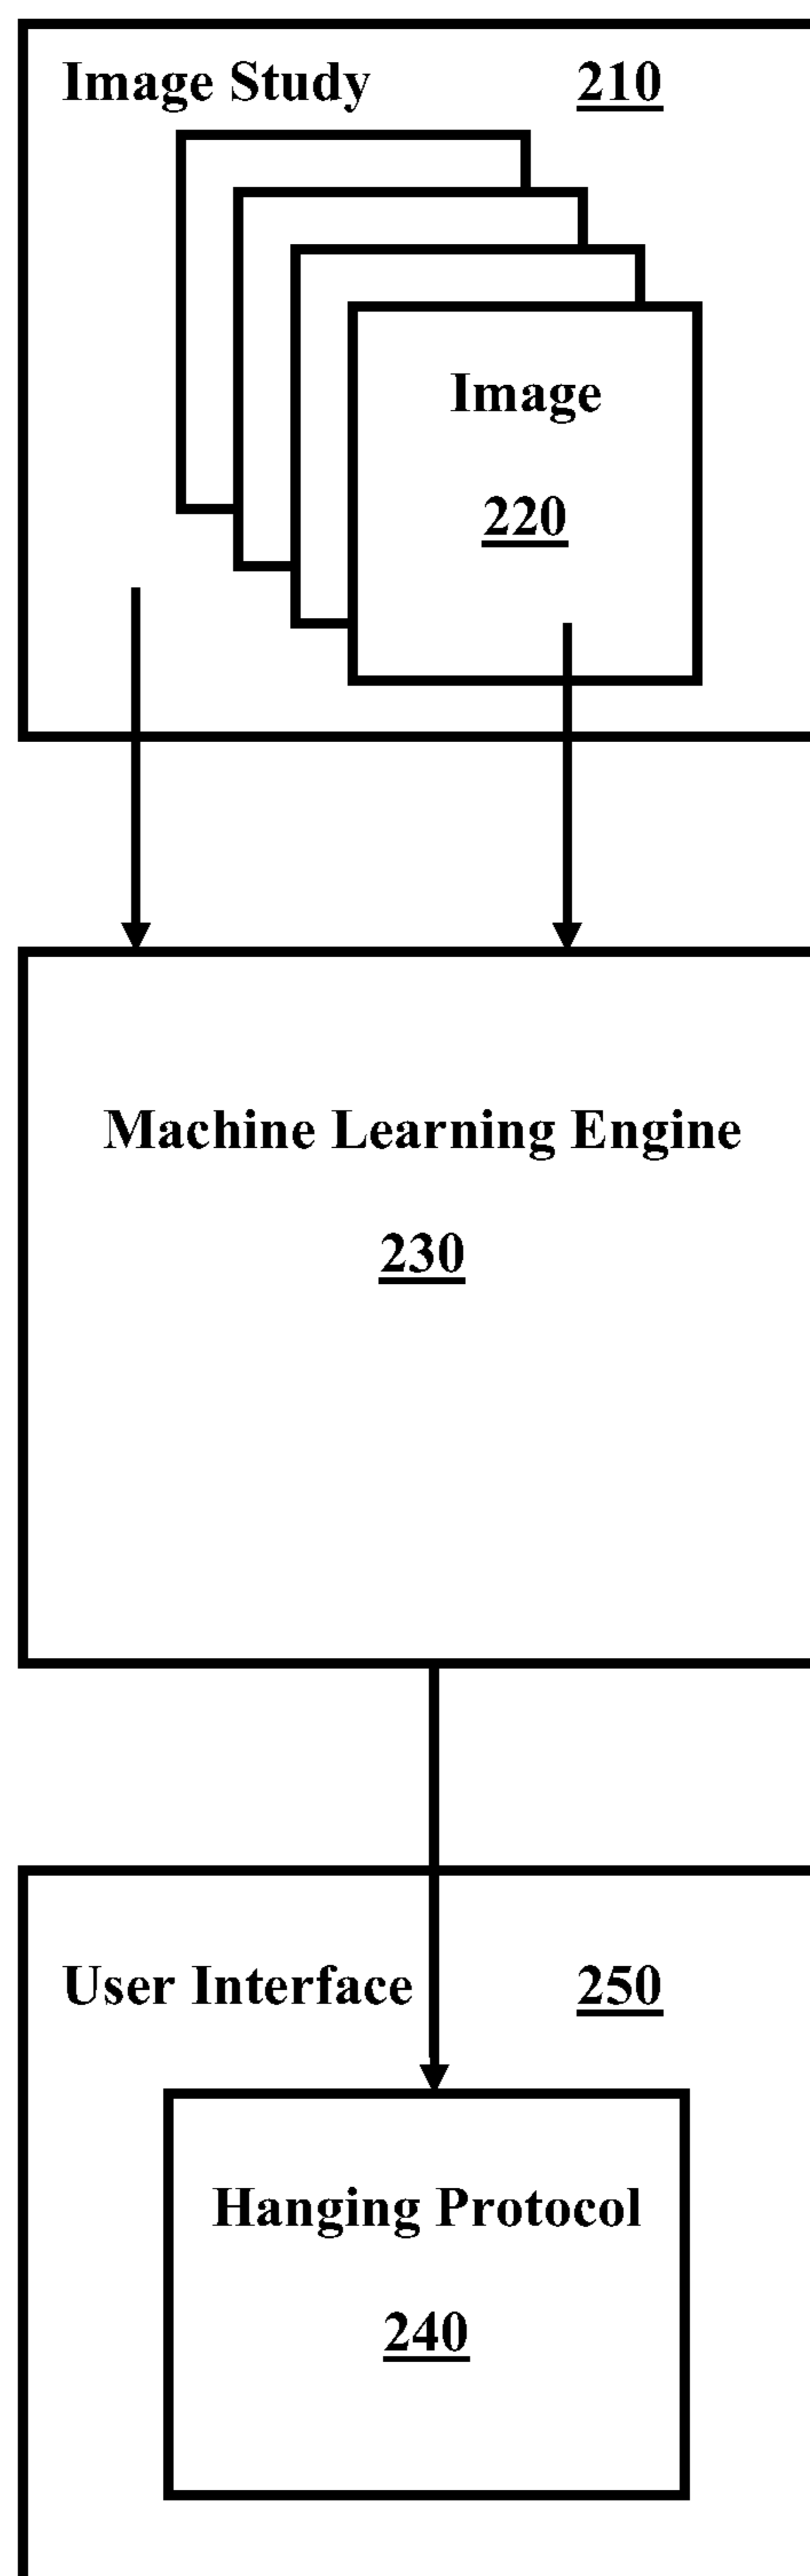 Image Study 210
Image
220
Machine Learning Engine
230
User Interface 250
Hanging Protocol
240